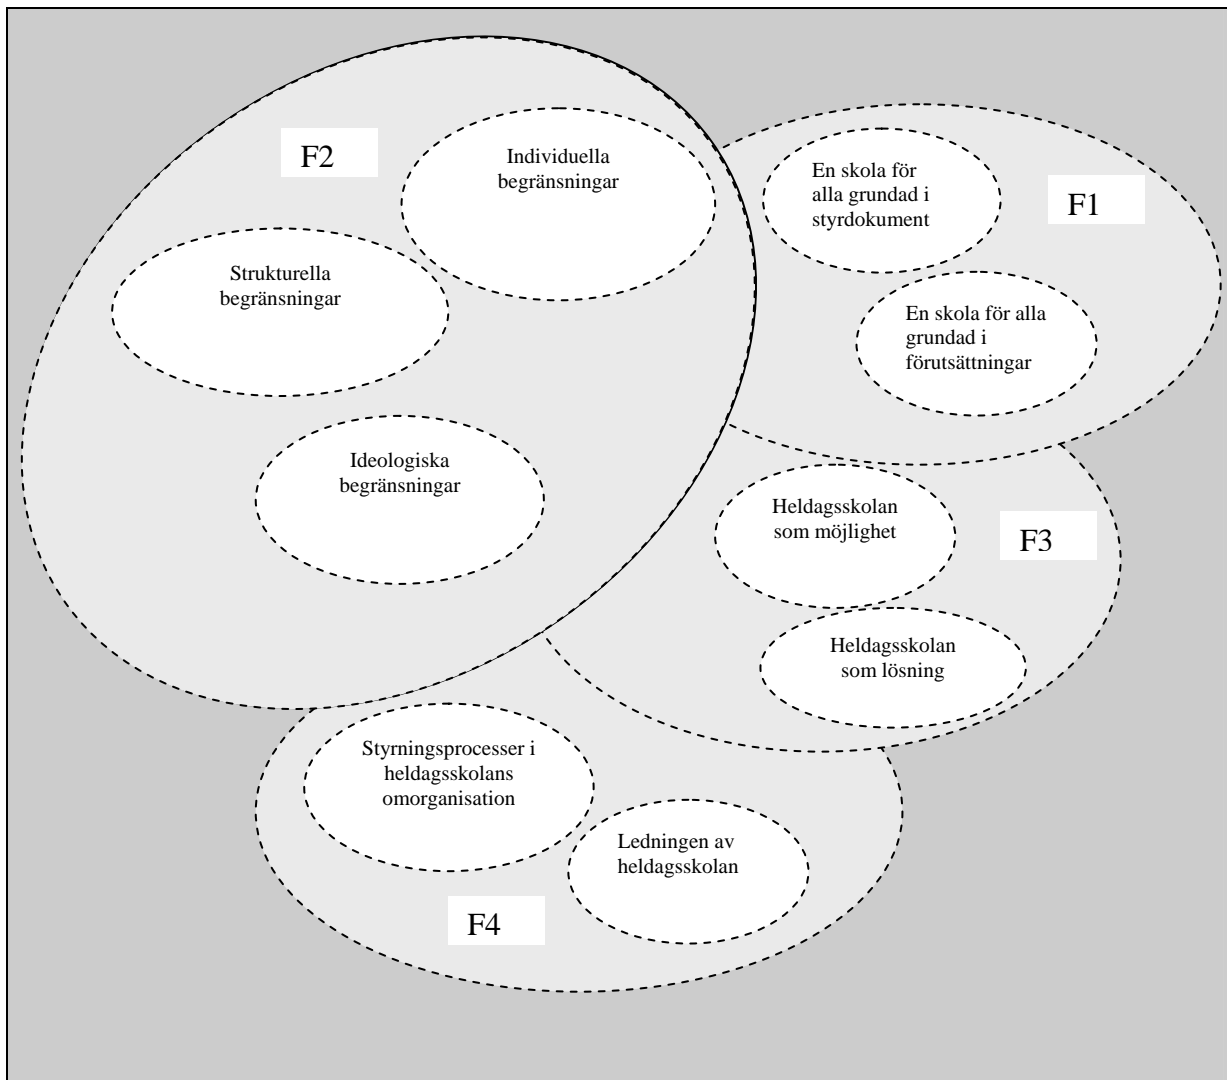 F2
Individuella
begränsningar
Strukturella
begränsningar
Ideologiska
begränsningar
En skola för
alla grundad i
styrdokument
F1
En skola för alla
grundad i
förutsättningar
Heldagsskolan
som möjlighet
F3
Heldagsskolan
som lösning
Styrningsprocesser i
heldagsskolans
omorganisation
Ledningen av
heldagsskolan
F4